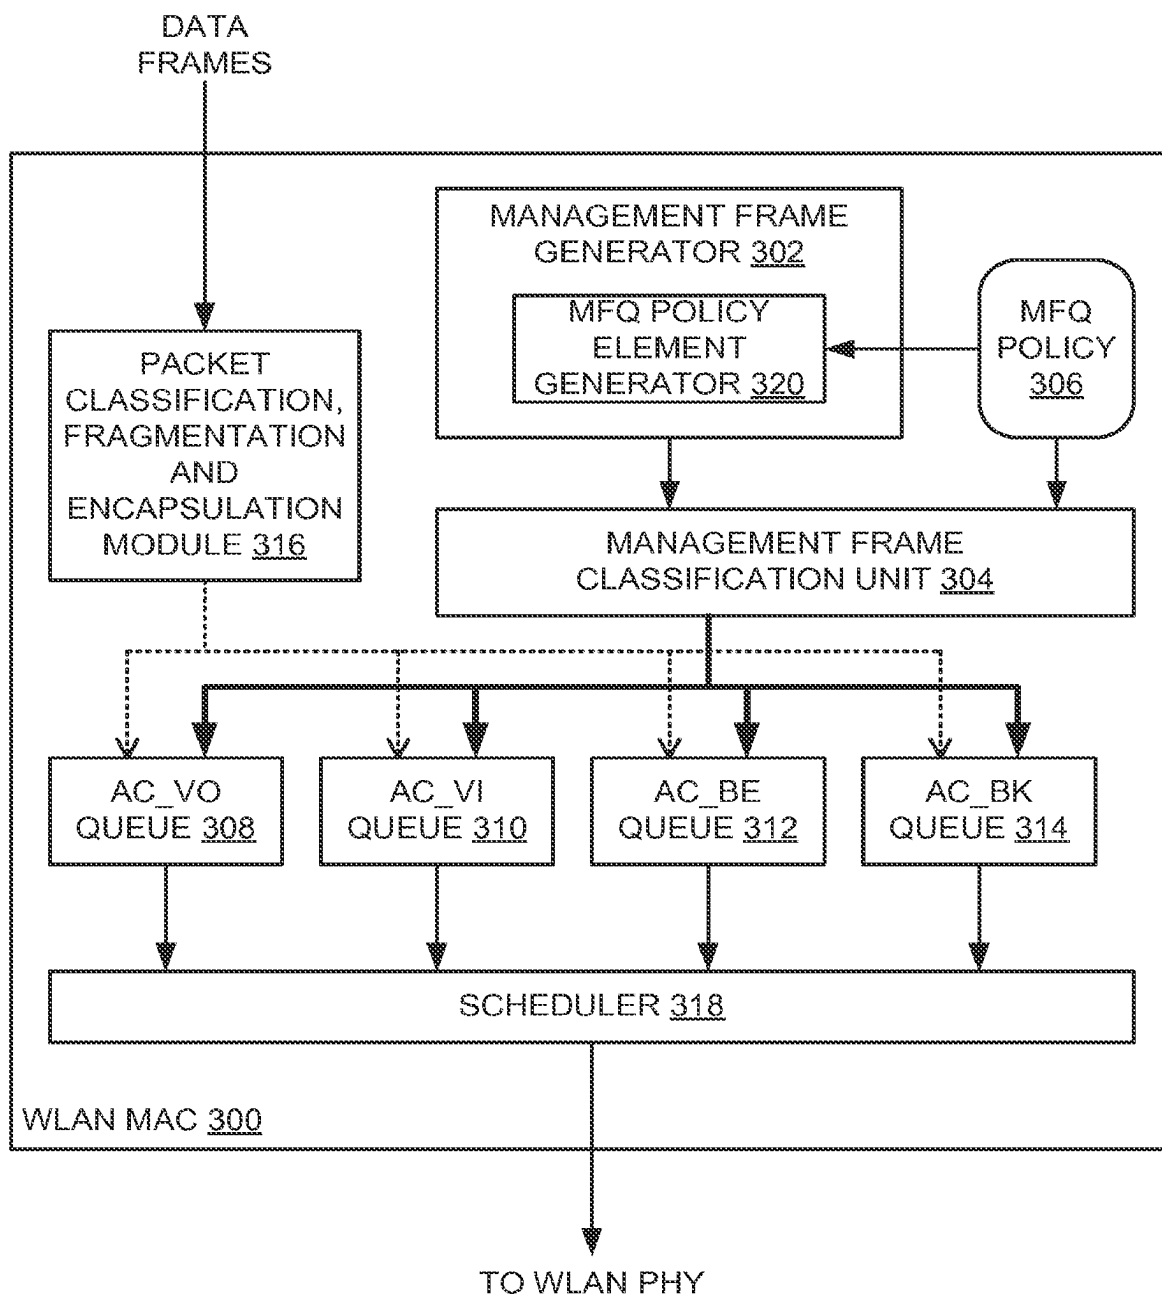 DATA
FRAMES
MANAGEMENT FRAME
GENERATOR 302
MFQ POLICY
ELEMENT
GENERATOR 320
MFQ
POLICY
306
PACKET
CLASSIFICATION,
FRAGMENTATION
AND
ENCAPSULATION
MODULE 316
MANAGEMENT FRAME
CLASSIFICATION UNIT 304
AC_VO
QUEUE 308
AC_VI
QUEUE 310
AC_BE
QUEUE 312
AC_BK
QUEUE 314
SCHEDULER 318
WLAN MAC 300
TO WLAN PHY